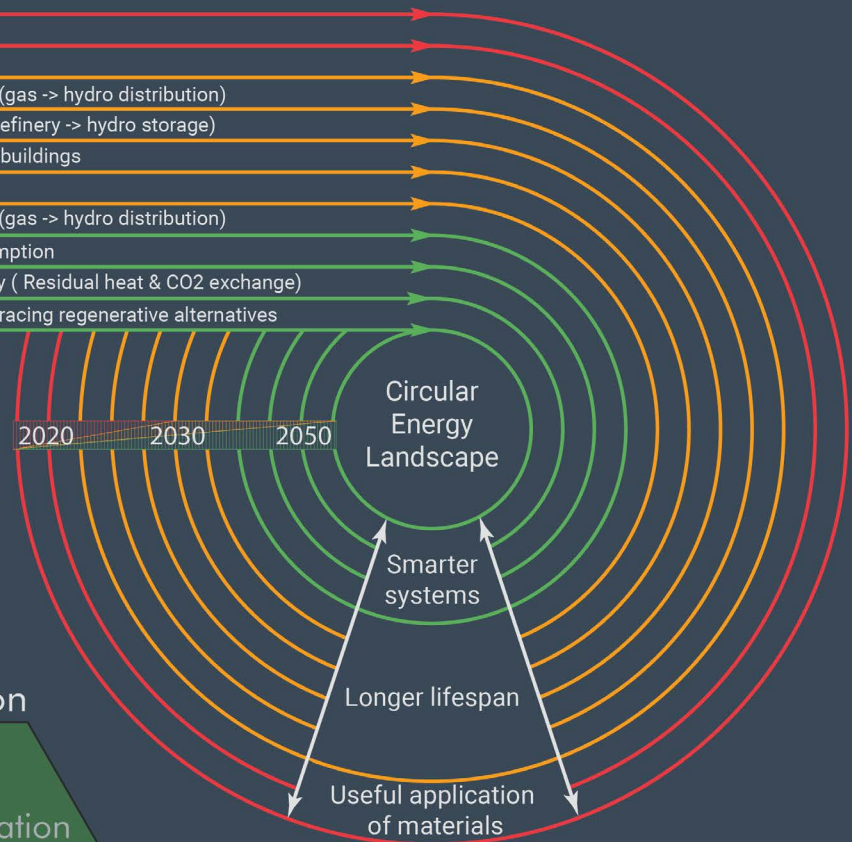 (gas -> hydro distribution)
efinery -> hydro storage)
buildings
(gas -> hydro distribution)
mption
y ( Residual heat & CO2 exchange)
racing regenerative alternatives
Circular
Energy
Landscape
2020 2030 2050
Smarter
systems
on
Longer lifespan
Useful application
of materials
ation